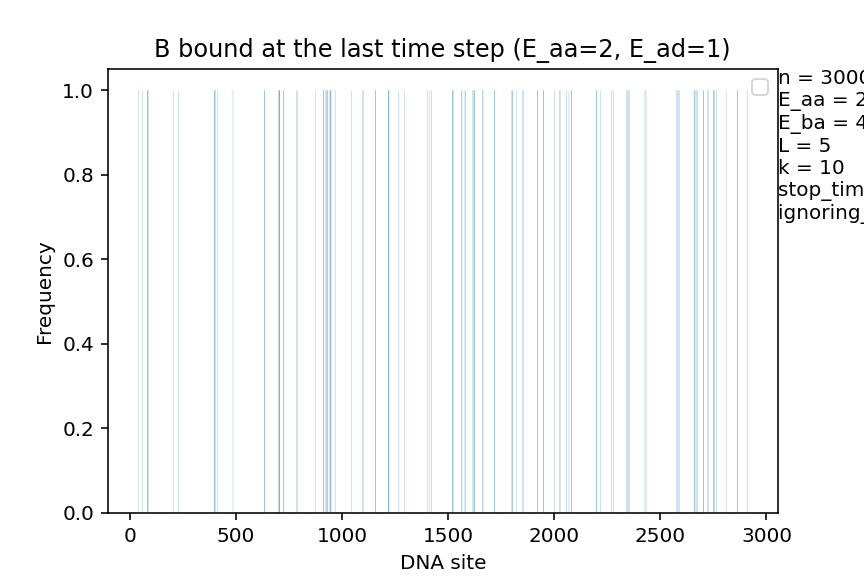 B bound at the last time step (E_aa=2, E_ad=1)
n = 3000
E_aa = 2
E_ba = 4
L = 5
k = 10
stop_tim
ignoring_
Frequency
1.0
0.8
0.6
0.4
0.2
0.0
0 500 1000 1500 2000 2500 3000
DNA site